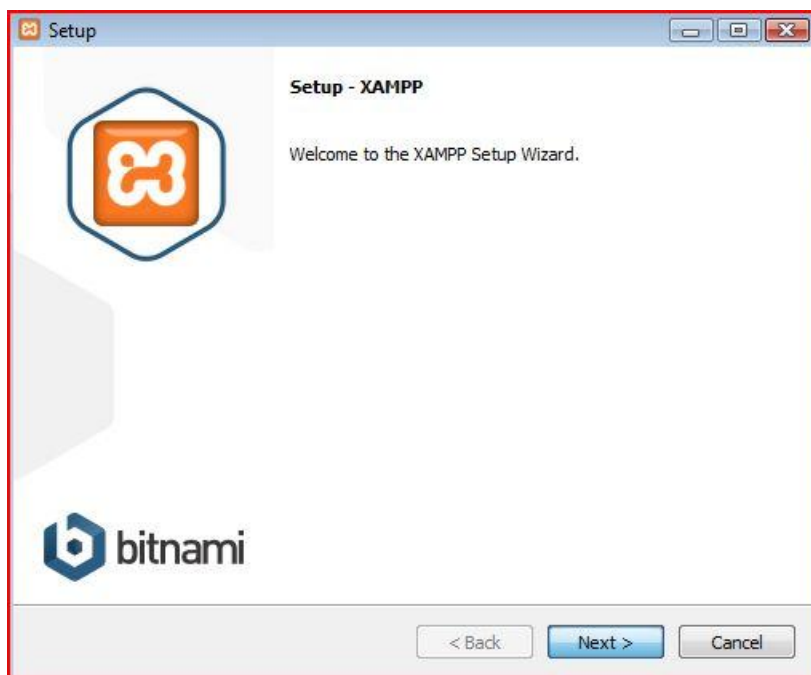 Setup
Setup - XAMPP
Welcome to the XAMPP Setup Wizard.
bitnami
< Back
Next >
Cancel